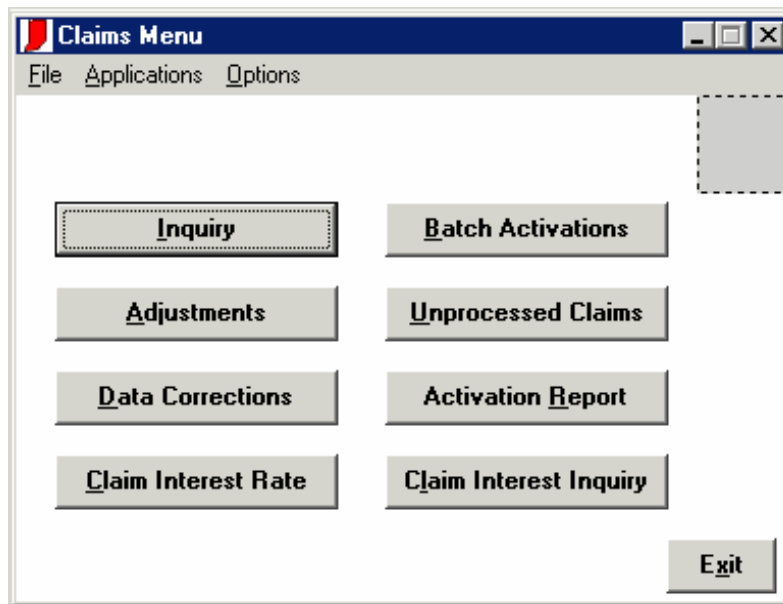 Claims Menu
File Applications Options
Inquiry Batch Activations
Adjustments Unprocessed Claims
Data Corrections Activation Report
Claim Interest Rate Claim Interest Inquiry
Exit